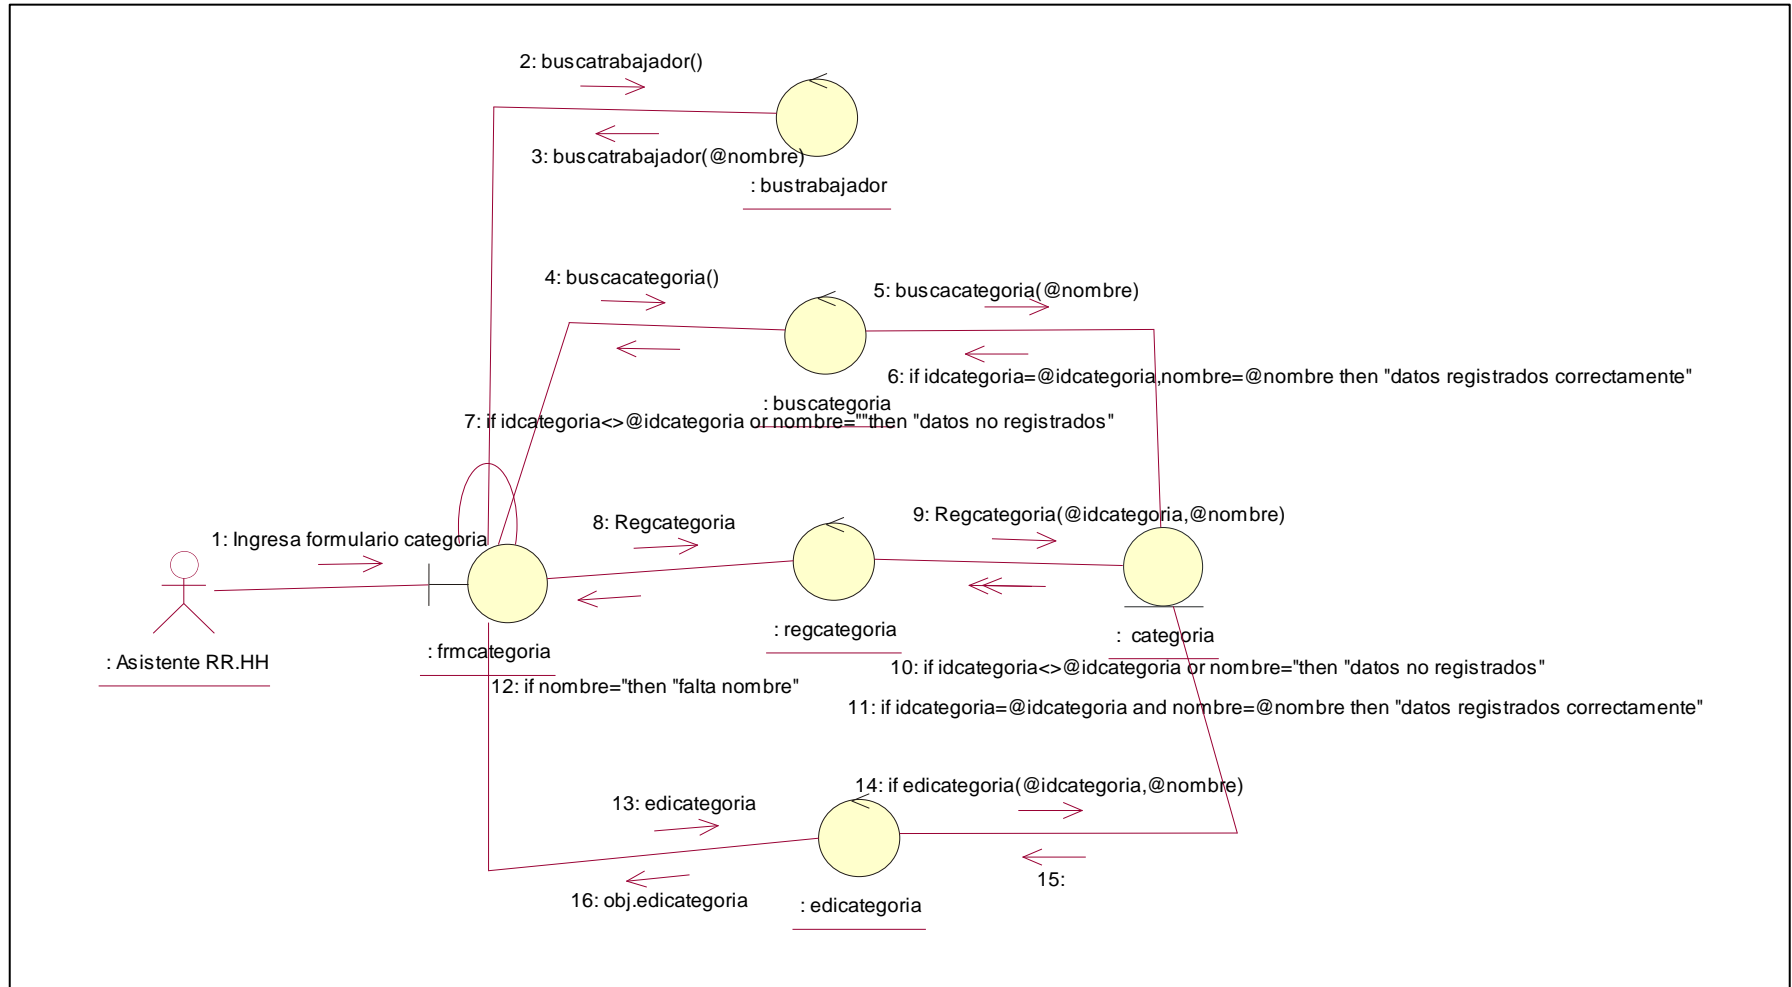 2: buscatrabajador()
3: buscatrabajador(@nombre)
: bustrabajador
4: buscacategoria()
5: buscacategoria(@nombre)
6: if idcategoria=@idcategoria,nombre=@nombre then "datos registrados correctamente"
: buscategoria
7: if idcategoria<>@idcategoria or nombre=""then "datos no registrados"
8: Regcategoria
9: Regcategoria(@idcategoria,@nombre)
1: Ingresa formulario categoria
: regcategoria
: categoria
: frmcategoria
: Asistente RR.HH
10: if idcategoria<>@idcategoria or nombre="then "datos no registrados"
12: if nombre="then "falta nombre"
11: if idcategoria=@idcategoria and nombre=@nombre then "datos registrados correctamente"
14: if edicategoria(@idcategoria,@nombre)
13: edicategoria
15:
16: obj.edicategoria
: edicategoria